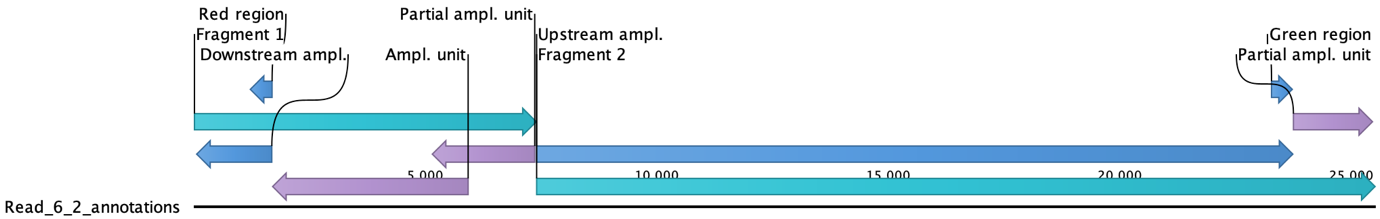 Red region Partial ampl. unit
Fragment 1 Upstream ampl. Green region
Downstream ampl. Ampl. unit Fragment 2 Partial ampl. unit
5,000 10,000 15,000 20,000 25,000
Read_6_2_annotations